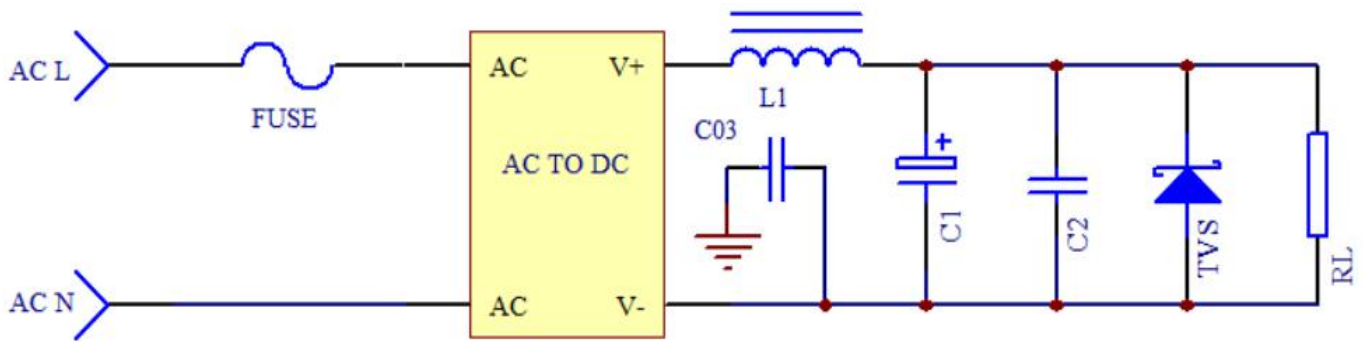 AC L
FUSE
AC
V+
AC TO DC
AC
V-
AC N
L1
C03
+
C1
C2
TVS
RL